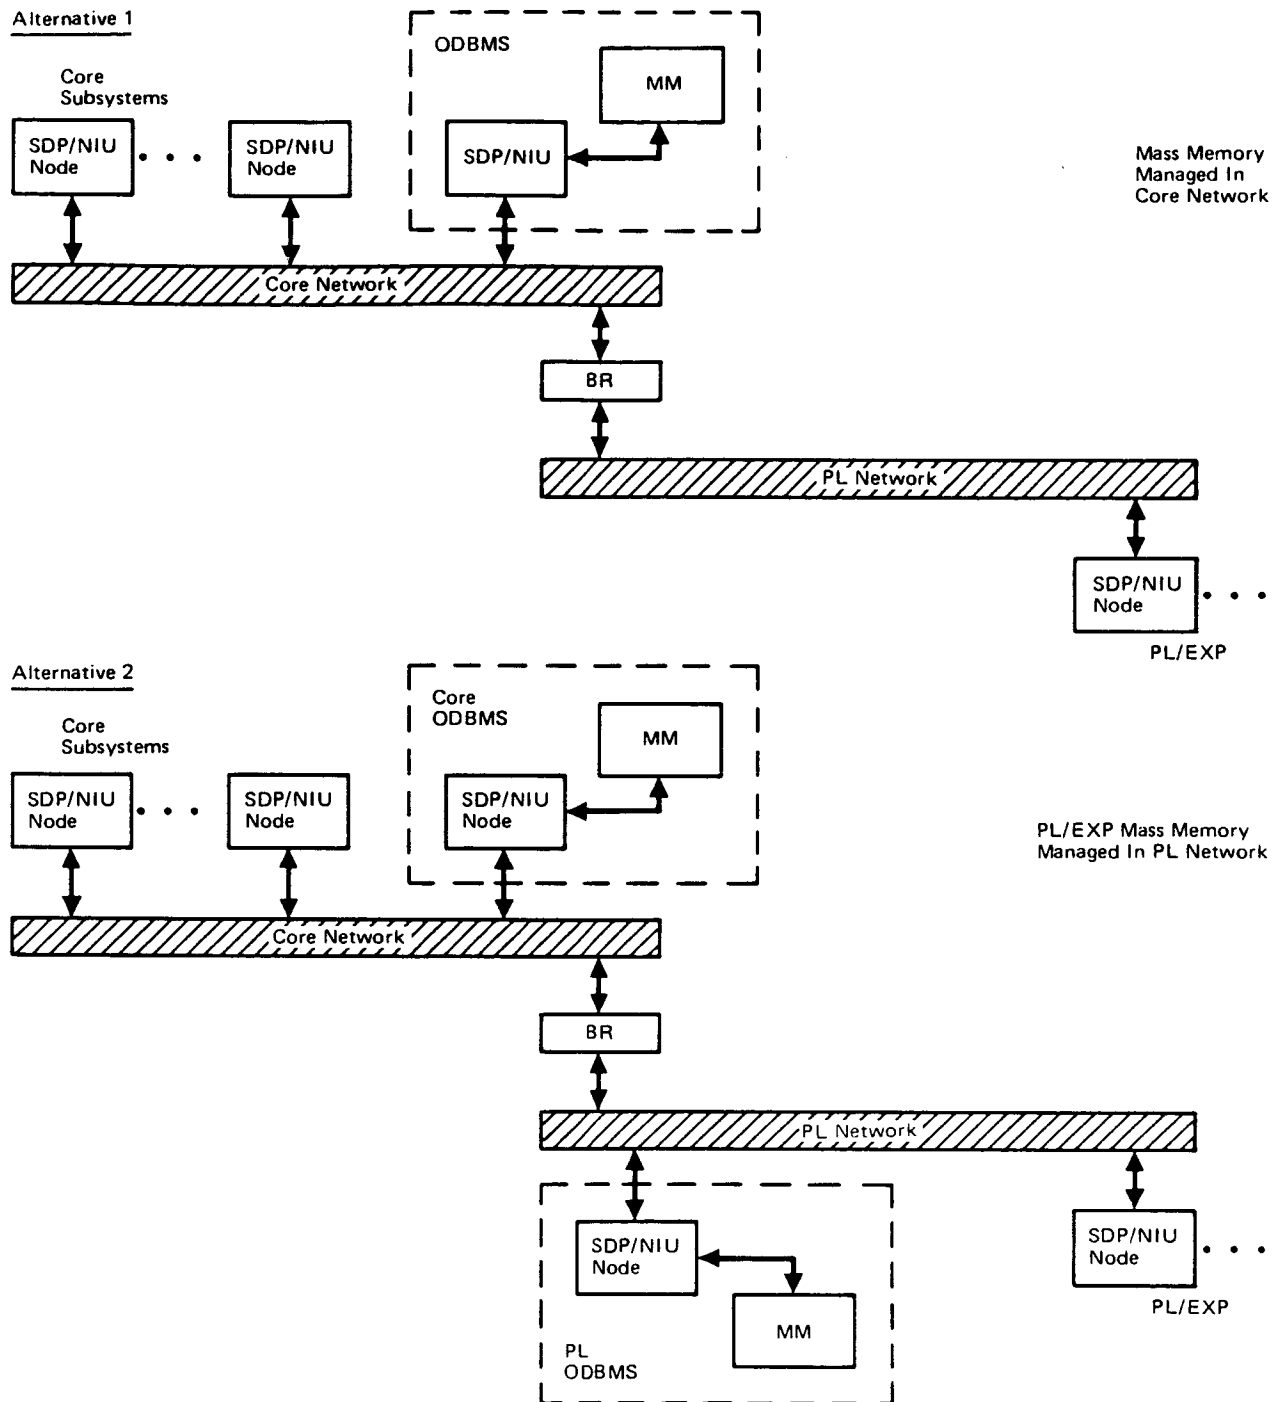 Alternative 1
Core
Subsystems
SDP/NIU
Node
SDP/NIU
Node
ODBMS
MM
SDP/NIU
Mass Memory
Managed In
Core Network
Core Network
BR
PL Network
SDP/NIU
Node
PL/EXP
Alternative 2
Core
Subsystems
SDP/NIU
Node
SDP/NIU
Node
Core
ODBMS
MM
SDP/NIU
Node
PL/EXP Mass Memory
Managed In PL Network
Core Network
BR
PL Network
SDP/NIU
Node
MM
PL
ODBMS
SDP/NIU
Node
PL/EXP